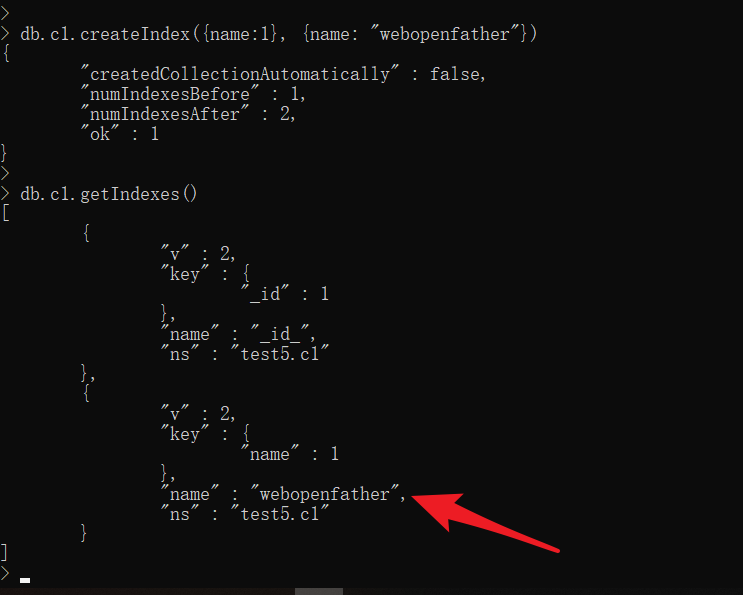 >
> db.c1.createIndex({name:1}, {name: "webopenfather"})
{
"createdCollectionAutomatically" : false,
"numIndexesBefore" : 1,
"numIndexesAfter" : 2,
"ok" : 1
}
>
> db.c1.getIndexes()
[
{
"v" : 2,
"key" : {
"_id" : 1
},
"name" : "_id_",
"ns" : "test5.c1"
},
{
"v" : 2,
"key" : {
"name" : 1
},
"name" : "webopenfather",
"ns" : "test5.c1"
}
]
>